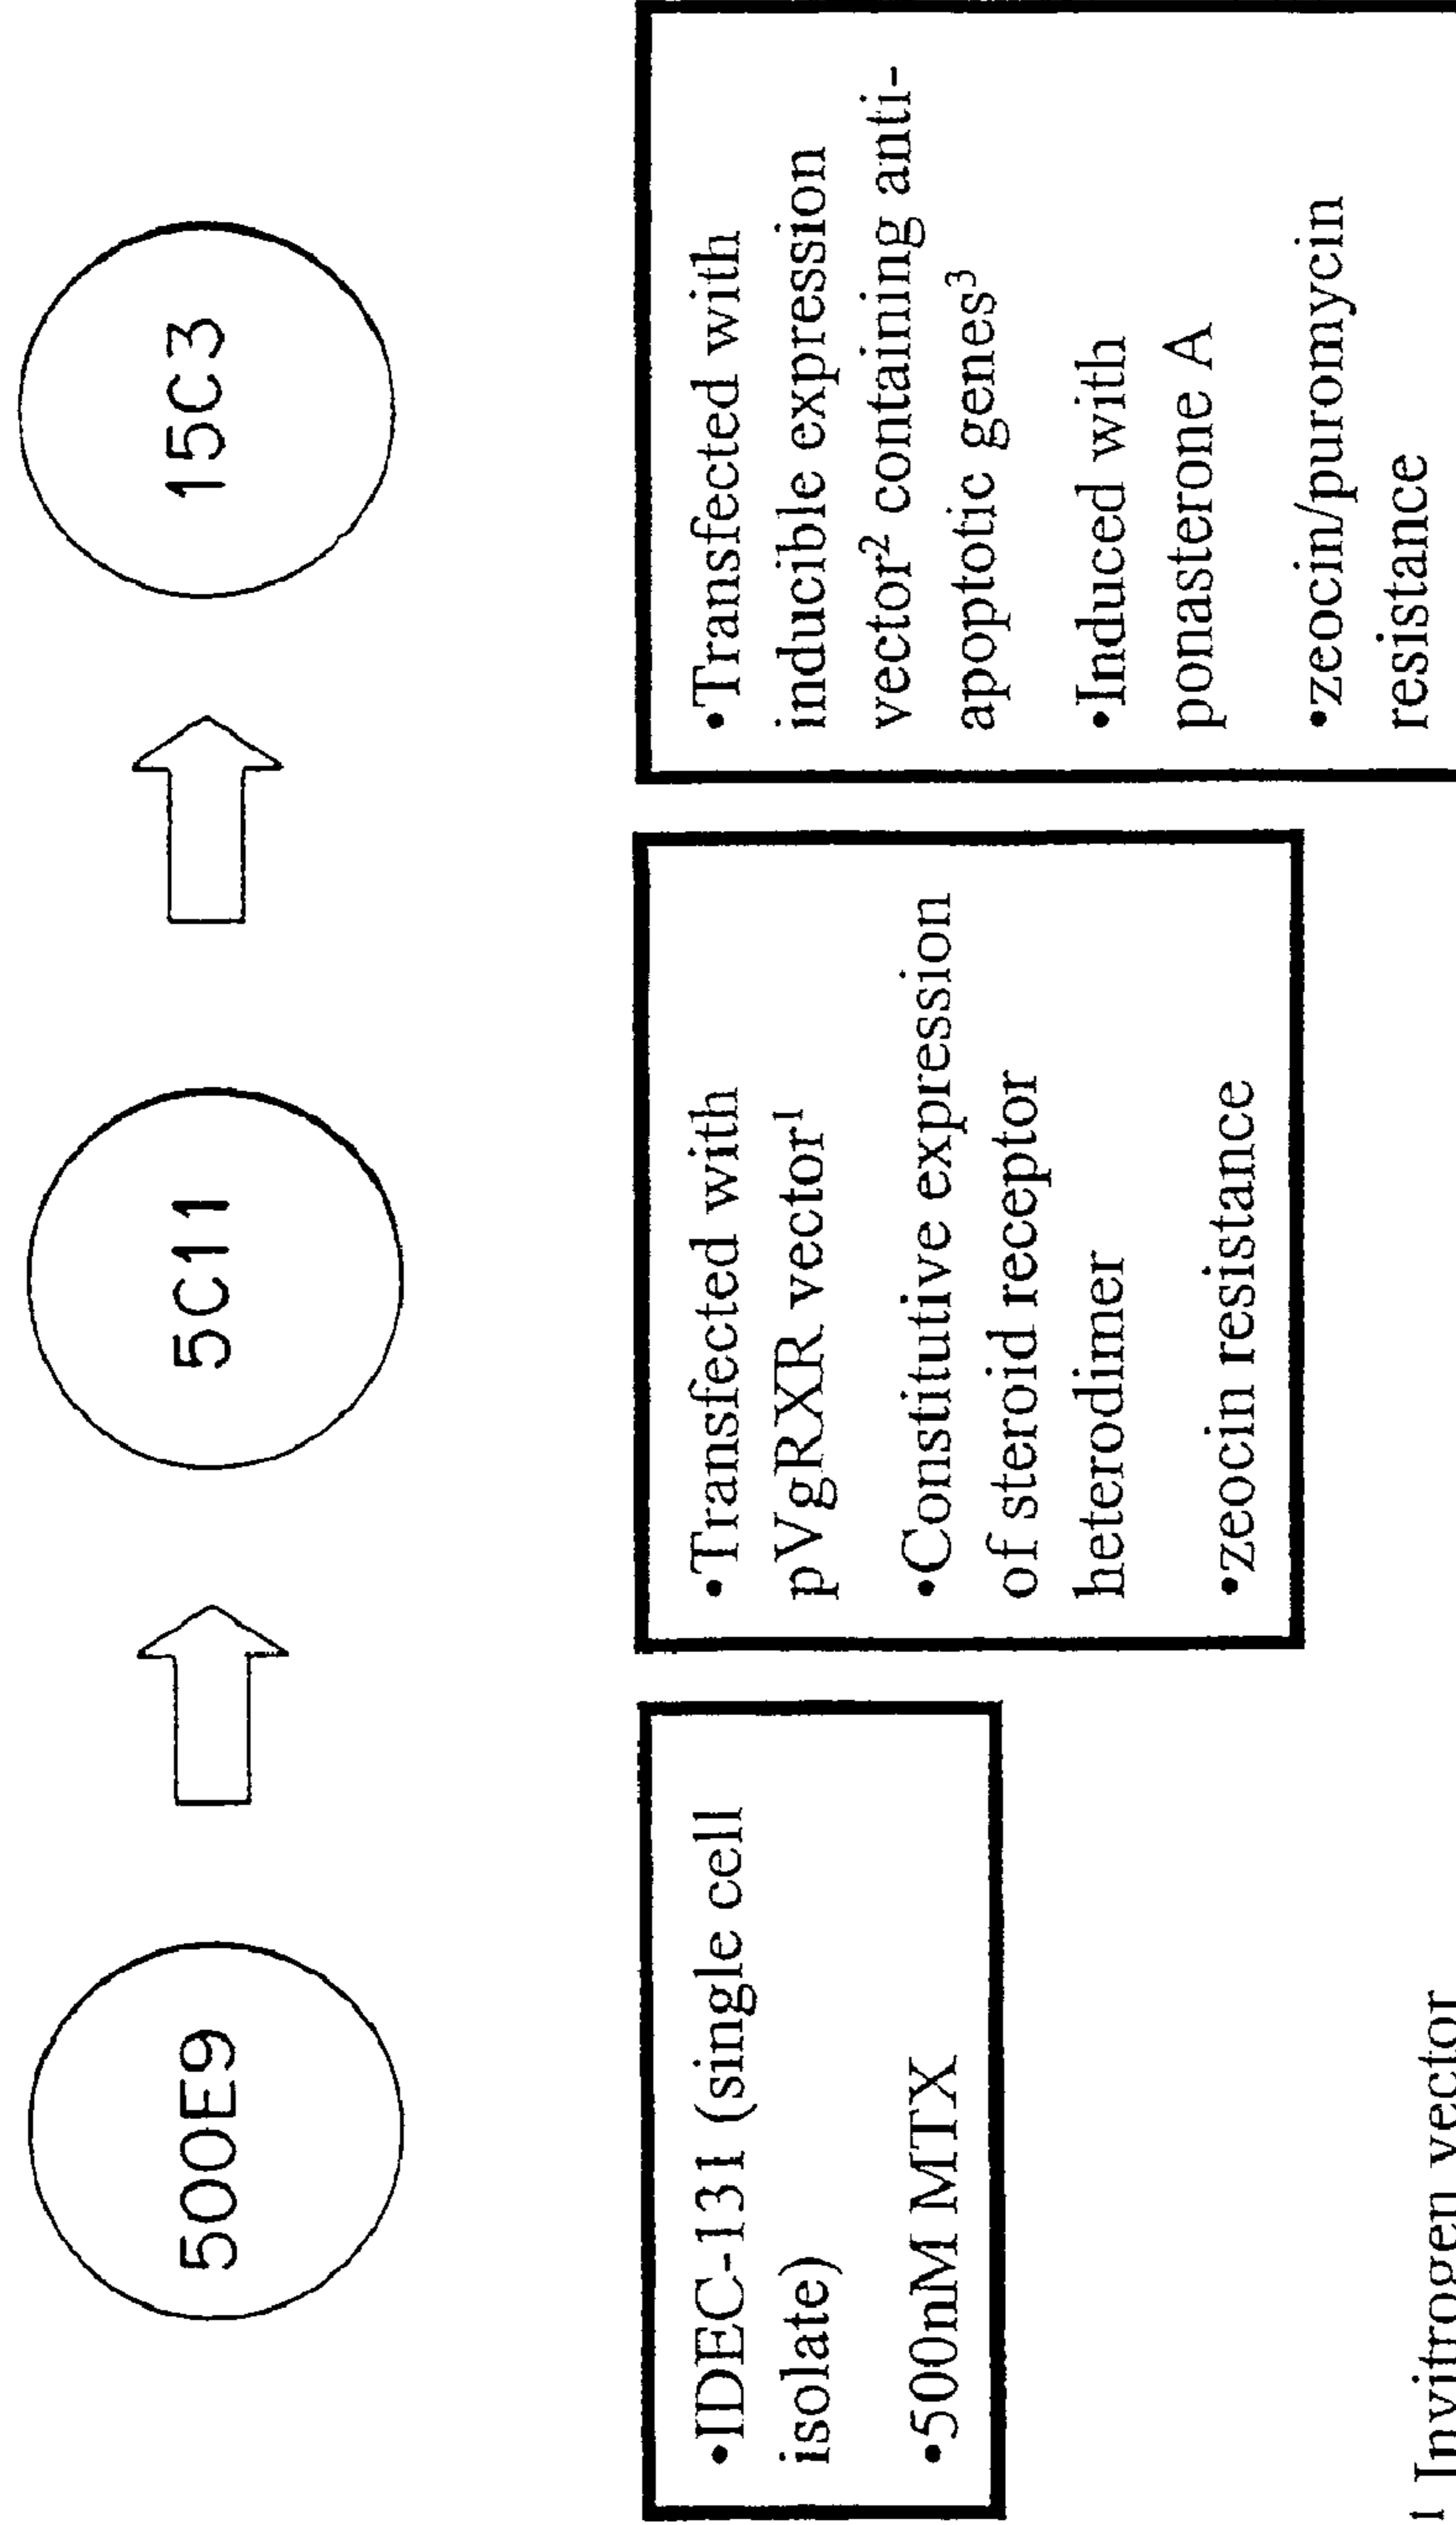 500E9
5C11
15C3
•IDEC-131 (single cell
isolate)
•500nM MTX
•Transfected with
pVgRXR vector¹
•Constitutive expression
of steroid receptor
heterodimer
•zeocin resistance
•Transfected with
inducible expression
vector² containing anti-
apoptotic genes³
•Induced with
ponasterone A
•zeocin/puromycin
resistance
¹ Invitrogen vector